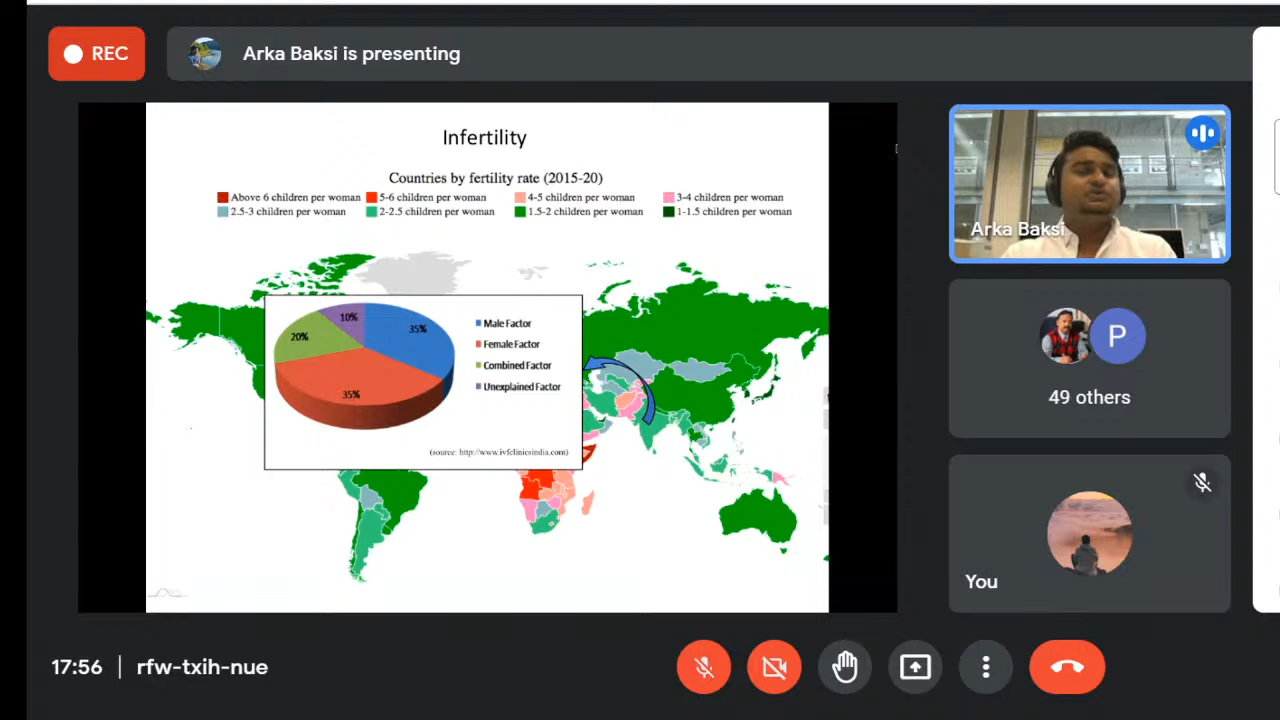 REC
Arka Baksi is presenting
Infertility
Countries by fertility rate (2015-20)
Above 6 children per woman 5-6 children per woman 4-5 children per woman 3-4 children per woman
2.5-3 children per woman 2-2.5 children per woman 1.5-2 children per woman 1-1.5 children per woman
10%
35%
20%
35%
Male Factor
Female Factor
Combined Factor
Unexplained Factor
(source: http://www.ivfclinicsindia.com)
Arka Baksi
P
49 others
You
17:56 | rfw-txih-nue